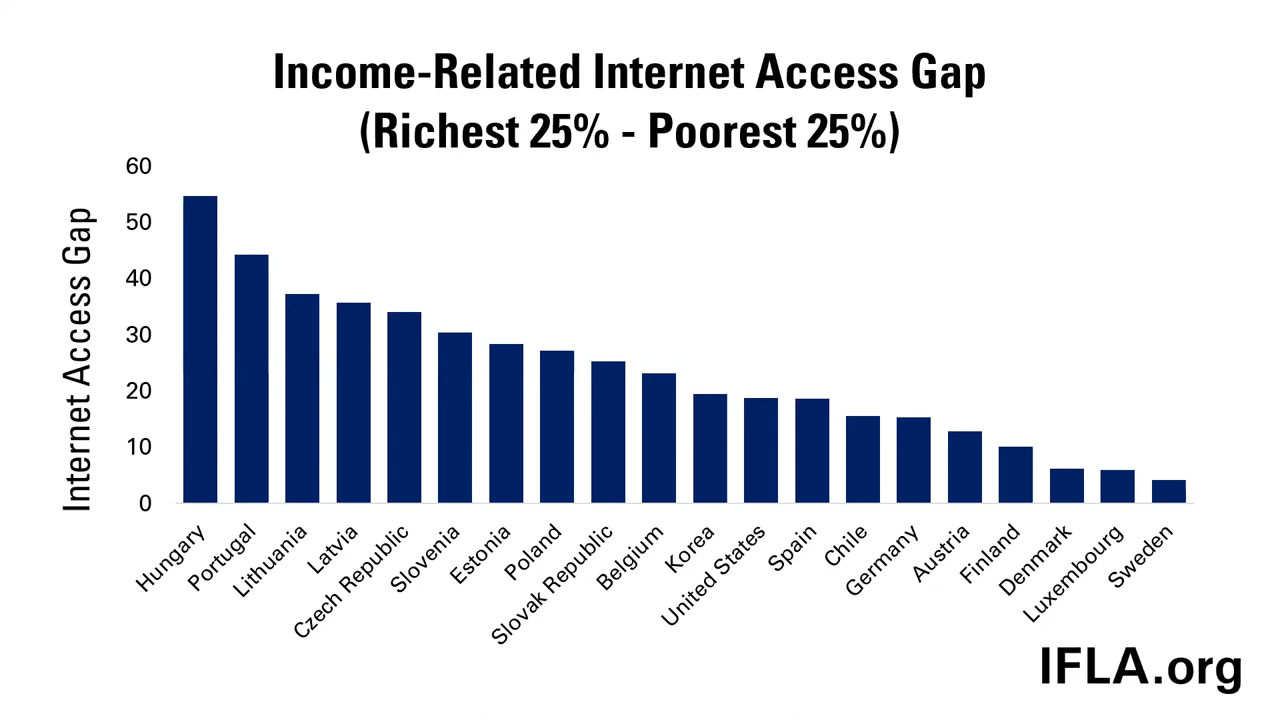 Income-Related Internet Access Gap
(Richest 25% - Poorest 25%)
Internet Access Gap
60
50
40
30
20
10
0
Hungary
Portugal
Lithuania
Latvia
Czech Republic
Slovenia
Estonia
Poland
Slovak Republic
Belgium
Korea
United States
Spain
Chile
Germany
Austria
Finland
Denmark
Luxembourg
Sweden
IFLA.org